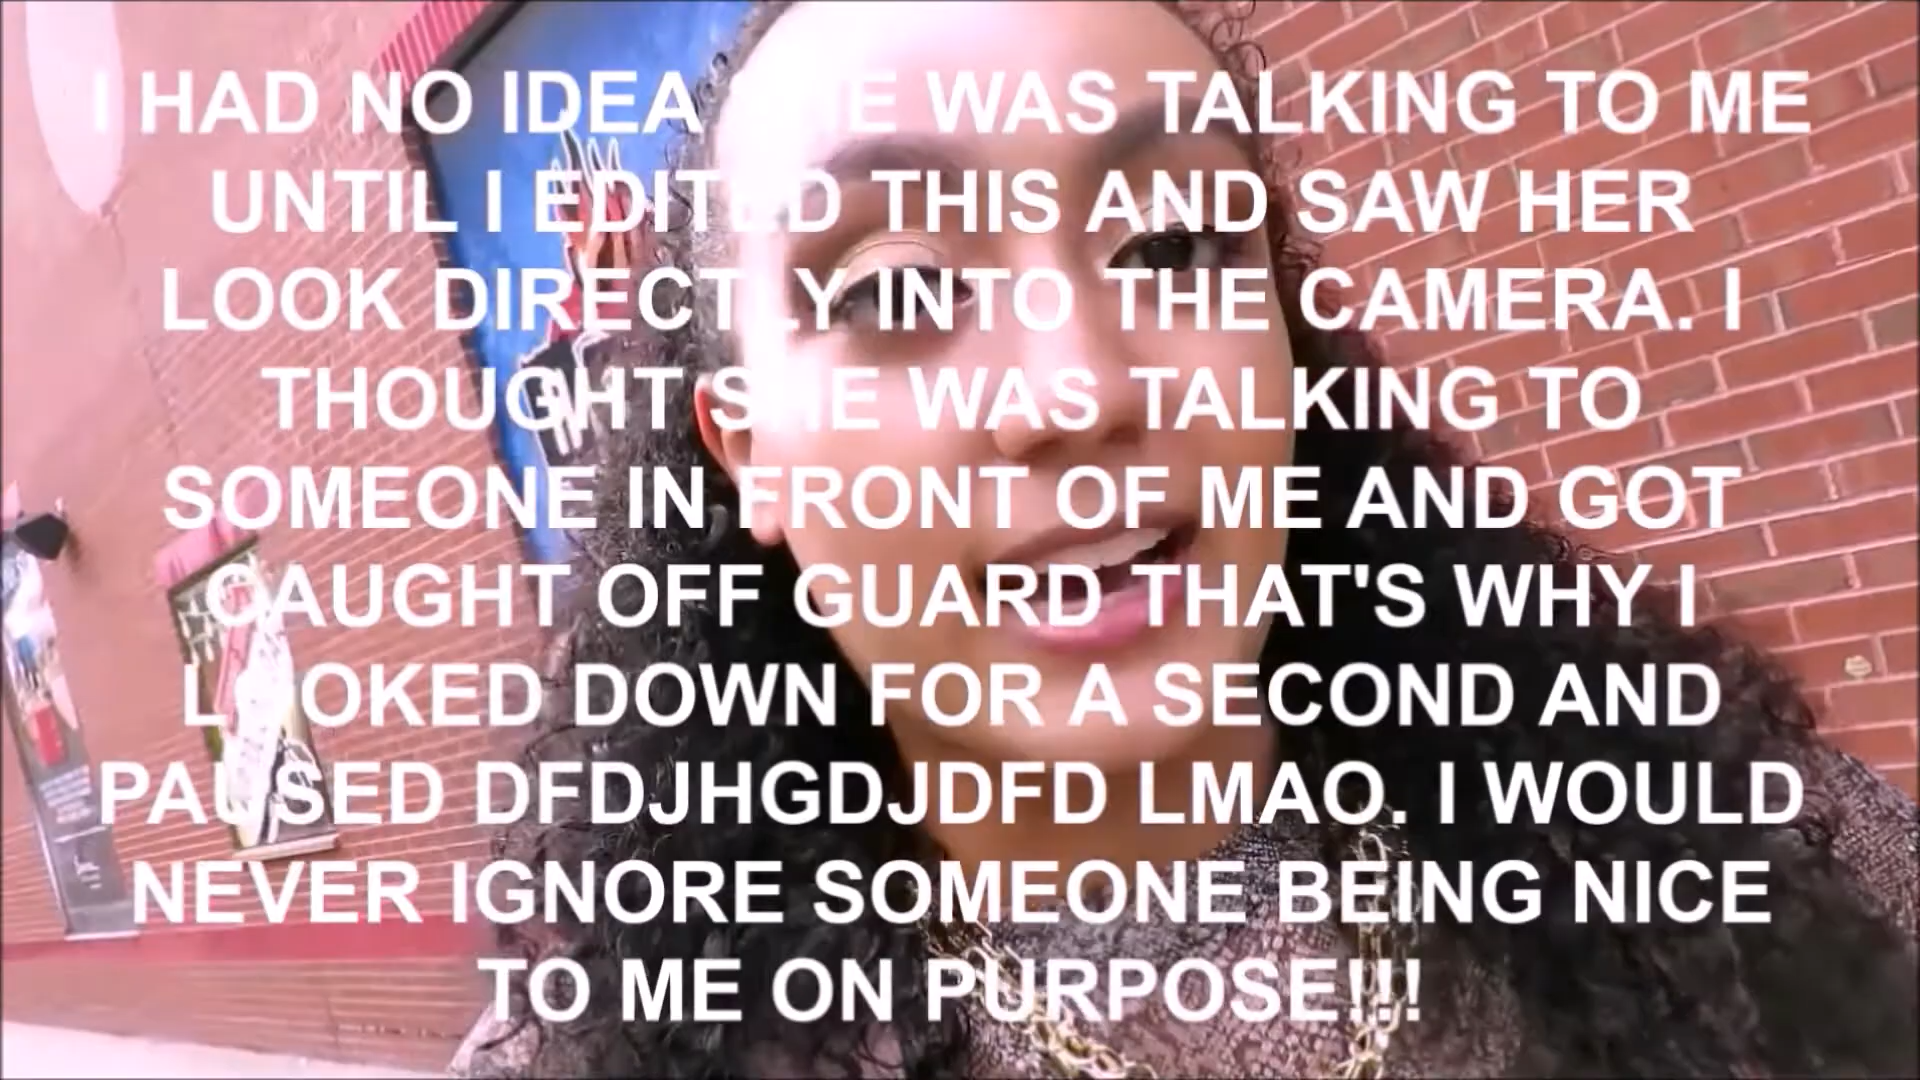 I HAD NO IDEA SHE WAS TALKING TO ME
UNTIL I EDITED THIS AND SAW HER
LOOK DIRECTLY INTO THE CAMERA. I
THOUGHT SHE WAS TALKING TO
SOMEONE IN FRONT OF ME AND GOT
CAUGHT OFF GUARD THAT'S WHY I
LOOKED DOWN FOR A SECOND AND
PAUSED DFDJHGDJDFD LMAO. I WOULD
NEVER IGNORE SOMEONE BEING NICE
TO ME ON PURPOSE!!!